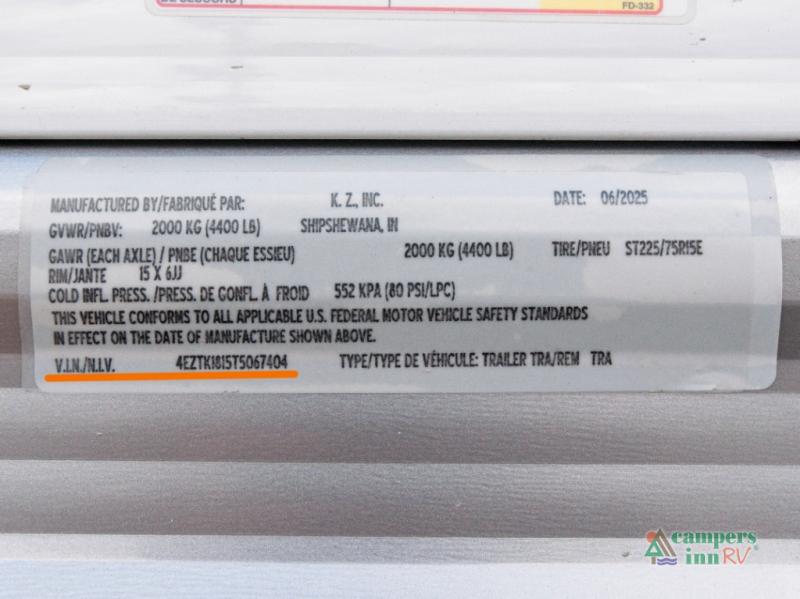 FD-332
MANUFACTURED BY/FABRIQUÉ PAR: K. Z., INC. DATE: 06/2025
GVWR/PNBV: 2000 KG (4400 LB) SHIPSHEWANA, IN
GAWR (EACH AXLE) / PNBE (CHAQUE ESSIEU) 2000 KG (4400 LB) TIRE/PNEU ST225/75R15E
RIM/JANTE 15 X 6JJ
COLD INFL. PRESS. /PRESS. DE GONFL. À FROID 552 KPA (80 PSI/LPC)
THIS VEHICLE CONFORMS TO ALL APPLICABLE U.S. FEDERAL MOTOR VEHICLE SAFETY STANDARDS
IN EFFECT ON THE DATE OF MANUFACTURE SHOWN ABOVE.
V.I.N./N.I.V. 4EZTK1815T5067404 TYPE/TYPE DE VÉHICULE: TRAILER TRA/REM TRA
campers
inn RV